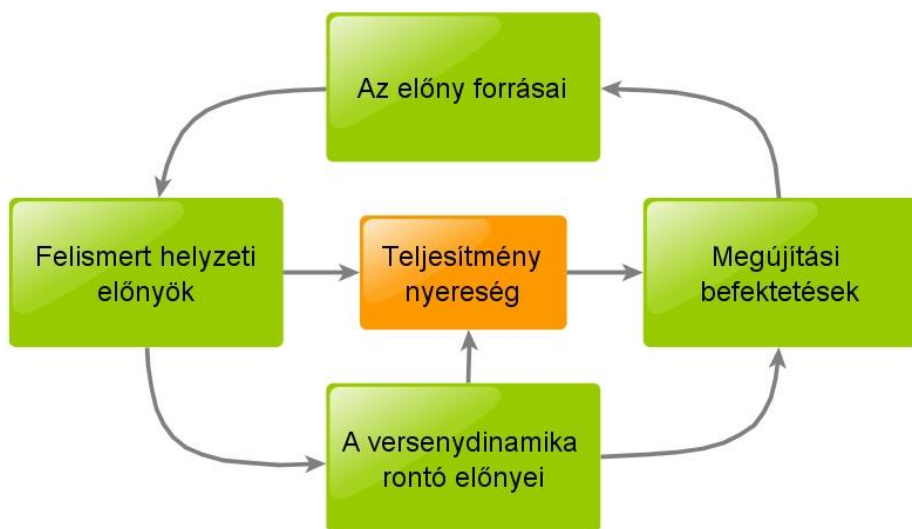 Az előny forrásai
Felismert helyzeti
előnyök
Teljesítmény
nyereség
Megújítási
befektetések
A versenydinamika
rontó előnyei